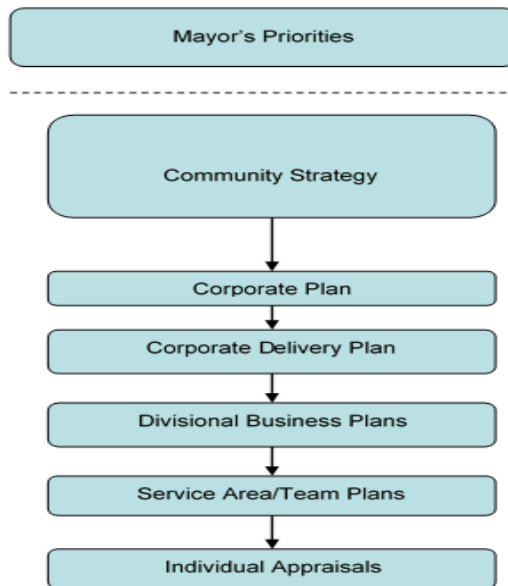 Mayor’s Priorities
Community Strategy
Corporate Plan
Corporate Delivery Plan
Divisional Business Plans
Service Area/Team Plans
Individual Appraisals